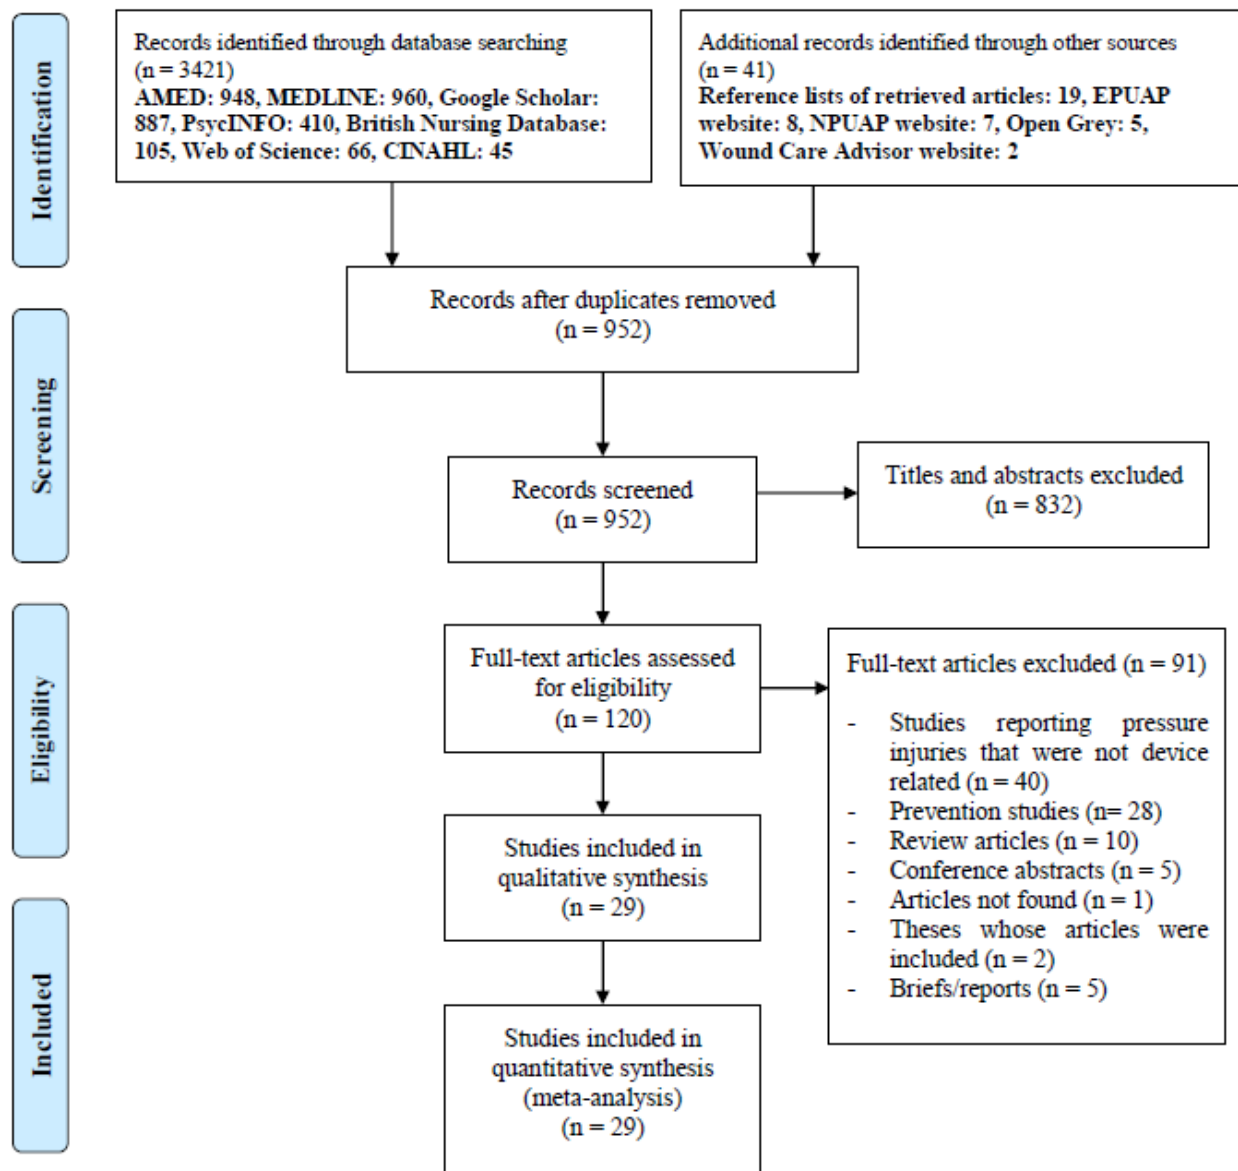 Identification
Records identified through database searching
(n = 3421)
AMED: 948, MEDLINE: 960, Google Scholar:
887, PsycINFO: 410, British Nursing Database:
105, Web of Science: 66, CINAHL: 45
Additional records identified through other sources
(n = 41)
Reference lists of retrieved articles: 19, EPUAP
website: 8, NPUAP website: 7, Open Grey: 5,
Wound Care Advisor website: 2
Records after duplicates removed
(n = 952)
Screening
Records screened
(n = 952)
Titles and abstracts excluded
(n = 832)
Eligibility
Full-text articles assessed
for eligibility
(n = 120)
Full-text articles excluded (n = 91)
- Studies reporting pressure
injuries that were not device
related (n = 40)
- Prevention studies (n= 28)
- Review articles (n = 10)
- Conference abstracts (n = 5)
- Articles not found (n = 1)
- Theses whose articles were
included (n = 2)
- Briefs/reports (n = 5)
Studies included in
qualitative synthesis
(n = 29)
Included
Studies included in
quantitative synthesis
(meta-analysis)
(n = 29)